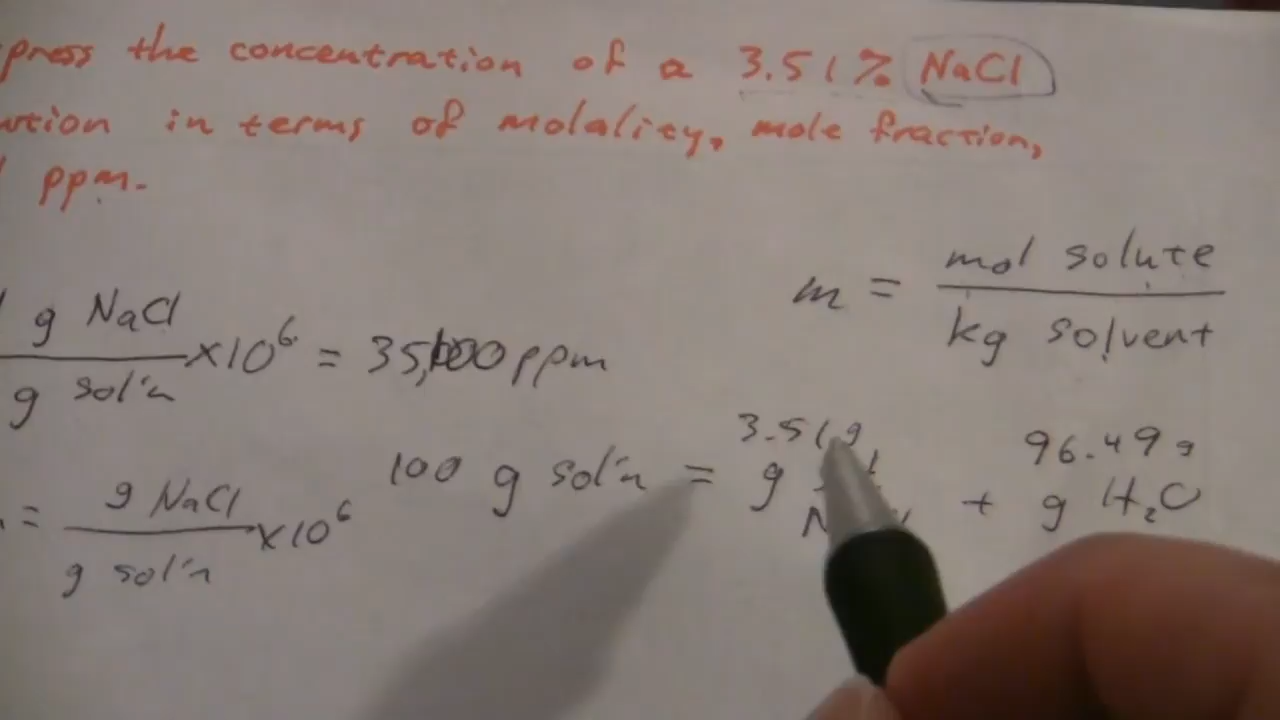 press the concentration of a 3.51% NaCl
ution in terms of molality, mole fraction,
ppm.
m = mol solute
kg solvent
g NaCl
g sol'n
×10⁶ = 35,100 ppm
3.51g
96.49 g
100 g sol'n = g
+ g H₂O
= g NaCl
g sol'n
×10⁶